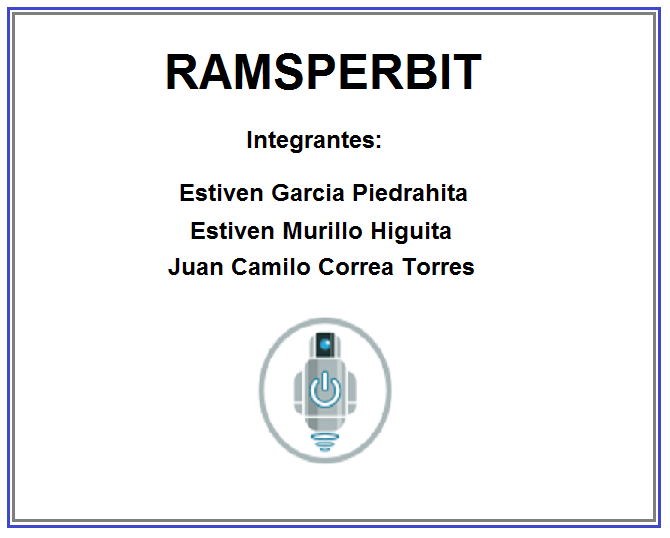 RAMSPERBIT
Integrantes:
Estiven Garcia Piedrahita
Estiven Murillo Higuita
Juan Camilo Correa Torres